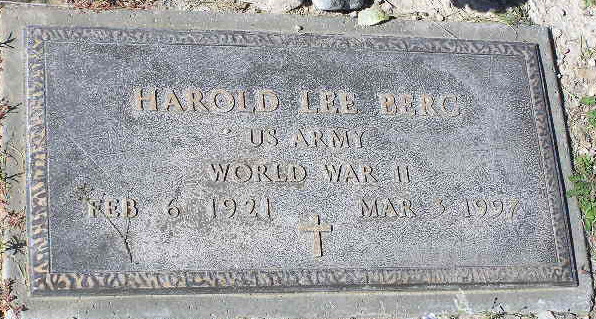 HAROLD LEE BERG
US ARMY
WORLD WAR II
FEB 6 1921 MAR 3 1997